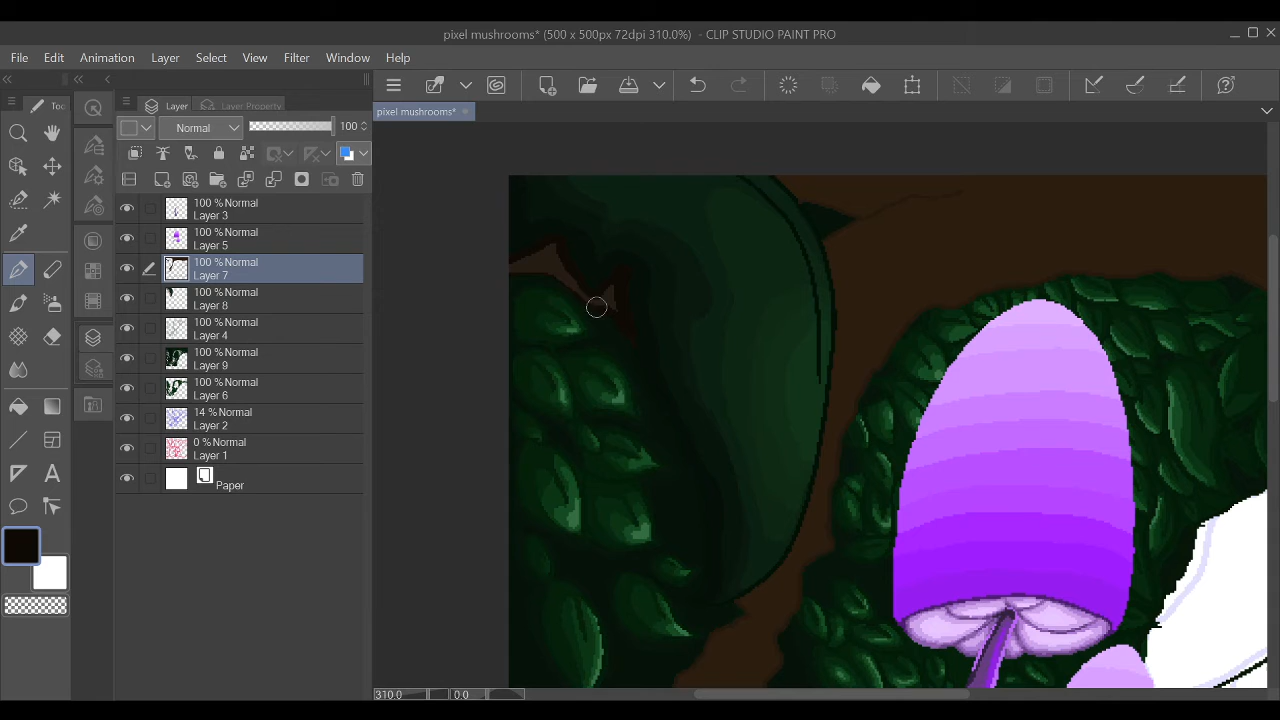 pixel mushrooms* (500 x 500px 72dpi 310.0%) - CLIP STUDIO PAINT PRO
File Edit Animation Layer Select View Filter Window Help
pixel mushrooms*
Too
Layer Layer Property
Normal 100
100 %Normal
Layer 3
100 %Normal
Layer 5
100 %Normal
Layer 7
100 %Normal
Layer 8
100 %Normal
Layer 4
100 %Normal
Layer 9
100 %Normal
Layer 6
14 %Normal
Layer 2
0 %Normal
Layer 1
Paper
310.0 0.0